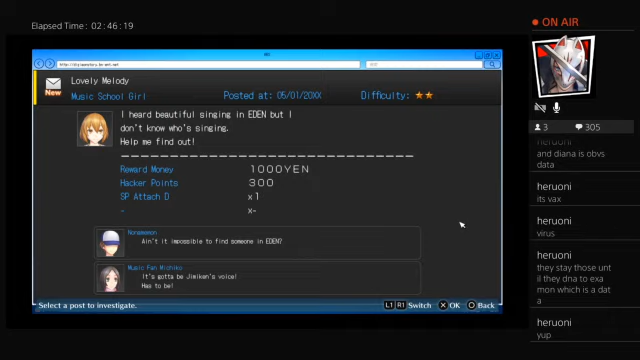 Elapsed Time : 02:46:19
ON AIR
Lovely Melody
New
Music School Girl
Posted at: 05/01/20XX
Difficulty: ★★
I heard beautiful singing in EDEN but I
don't know who's singing.
Help me find out!
Reward Money 1000YEN
Hacker Points 300
SP Attach D x1
- x-
Nonamemon
Ain't it impossible to find someone in EDEN?
Music Fan Michiko
It's gotta be Jimiken's voice!
Has to be!
Select a post to investigate.
L1 R1 Switch OK Back
3 305
heruoni
and diana is obvs
data
heruoni
its vax
heruoni
virus
heruoni
they stay those unt
il they dna to exa
mon which is a dat
a
heruoni
yup